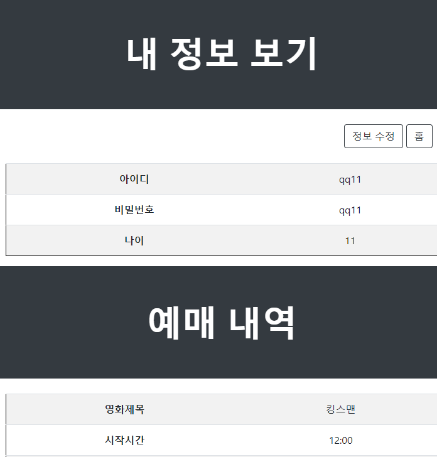 내 정보 보기
정보 수정 홈
아이디 qq11
비밀번호 qq11
나이 11
예매 내역
영화제목 킹스맨
시작시간 12:00